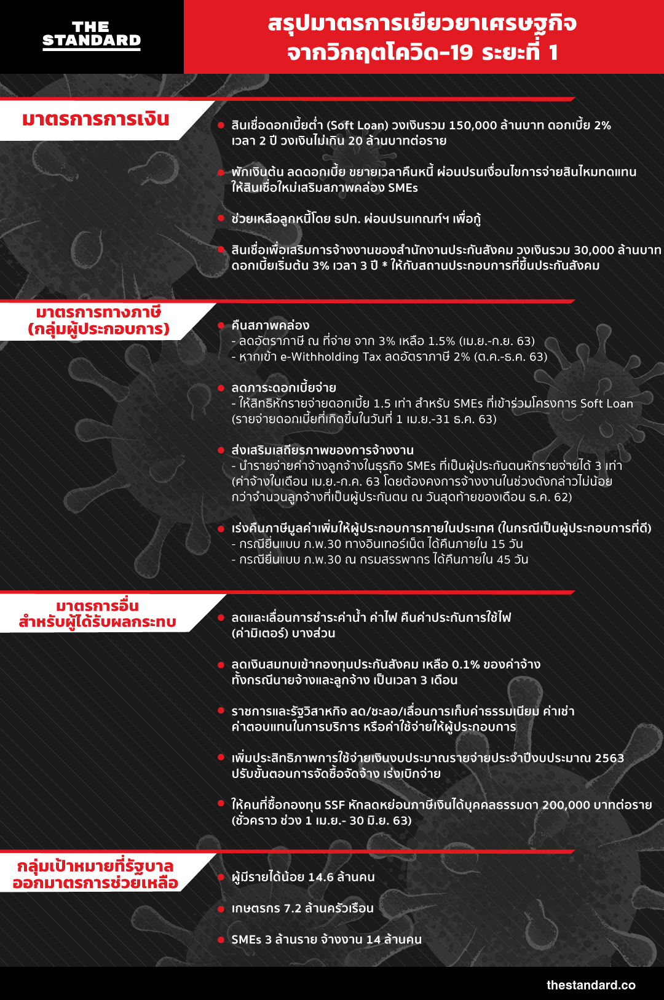 THE
STANDARD
สรุปมาตรการเยียวยาเศรษฐกิจ
จากวิกฤตโควิด-19 ระยะที่ 1
มาตรการการเงิน
สินเชื่อดอกเบี้ยต่ำ (Soft Loan) วงเงินรวม 150,000 ล้านบาท ดอกเบี้ย 2%
เวลา 2 ปี วงเงินไม่เกิน 20 ล้านบาทต่อราย
พักเงินต้น ลดดอกเบี้ย ขยายเวลาคืนหนี้ ผ่อนปรนเงื่อนไขการจ่ายสินไหมทดแทน
ให้สินเชื่อใหม่เสริมสภาพคล่อง SMEs
ช่วยเหลือลูกหนี้โดย ธปท. ผ่อนปรนเกณฑ์ฯ เพื่อกู้
สินเชื่อเพื่อเสริมการจ้างงานของสำนักงานประกันสังคม วงเงินรวม 30,000 ล้านบาท
ดอกเบี้ยเริ่มต้น 3% เวลา 3 ปี * ให้กับสถานประกอบการที่ขึ้นประกันสังคม
มาตรการทางภาษี
(กลุ่มผู้ประกอบการ)
คืนสภาพคล่อง
- ลดอัตราภาษี ณ ที่จ่าย จาก 3% เหลือ 1.5% (เม.ย.-ก.ย. 63)
- หากเข้า e-Withholding Tax ลดอัตราภาษี 2% (ต.ค.-ธ.ค. 63)
ลดภาระดอกเบี้ยจ่าย
- ให้สิทธิหักรายจ่ายดอกเบี้ย 1.5 เท่า สำหรับ SMEs ที่เข้าร่วมโครงการ Soft Loan
(รายจ่ายดอกเบี้ยที่เกิดขึ้นในวันที่ 1 เม.ย.-31 ธ.ค. 63)
ส่งเสริมเสถียรภาพของการจ้างงาน
- นำรายจ่ายค่าจ้างลูกจ้างในธุรกิจ SMEs ที่เป็นผู้ประกันตนหักรายจ่ายได้ 3 เท่า
(ค่าจ้างในเดือน เม.ย.-ก.ค. 63 โดยต้องคงการจ้างงานในช่วงดังกล่าวไม่น้อย
กว่าจำนวนลูกจ้างที่เป็นผู้ประกันตน ณ วันสุดท้ายของเดือน ธ.ค. 62)
เร่งคืนภาษีมูลค่าเพิ่มให้ผู้ประกอบการภายในประเทศ (ในกรณีเป็นผู้ประกอบการที่ดี)
- กรณียื่นแบบ ภ.พ.30 ทางอินเทอร์เน็ต ได้คืนภายใน 15 วัน
- กรณียื่นแบบ ภ.พ.30 ณ กรมสรรพากร ได้คืนภายใน 45 วัน
มาตรการอื่น
สำหรับผู้ได้รับผลกระทบ
ลดและเลื่อนการชำระค่าน้ำ ค่าไฟ คืนค่าประกันการใช้ไฟ
(ค่ามิเตอร์) บางส่วน
ลดเงินสมทบเข้ากองทุนประกันสังคม เหลือ 0.1% ของค่าจ้าง
ทั้งกรณีนายจ้างและลูกจ้าง เป็นเวลา 3 เดือน
ราชการและรัฐวิสาหกิจ ลด/ชะลอ/เลื่อนการเก็บค่าธรรมเนียม ค่าเช่า
ค่าตอบแทนในการบริการ หรือค่าใช้จ่ายให้ผู้ประกอบการ
เพิ่มประสิทธิภาพการใช้จ่ายเงินงบประมาณรายจ่ายประจำปีงบประมาณ 2563
ปรับขั้นตอนการจัดซื้อจัดจ้าง เร่งเบิกจ่าย
ให้คนที่ซื้อกองทุน SSF หักลดหย่อนภาษีเงินได้บุคคลธรรมดา 200,000 บาทต่อราย
(ชั่วคราว ช่วง 1 เม.ย.- 30 มิ.ย. 63)
กลุ่มเป้าหมายที่รัฐบาล
ออกมาตรการช่วยเหลือ
ผู้มีรายได้น้อย 14.6 ล้านคน
เกษตรกร 7.2 ล้านครัวเรือน
SMEs 3 ล้านราย จ้างงาน 14 ล้านคน
thestandard.co